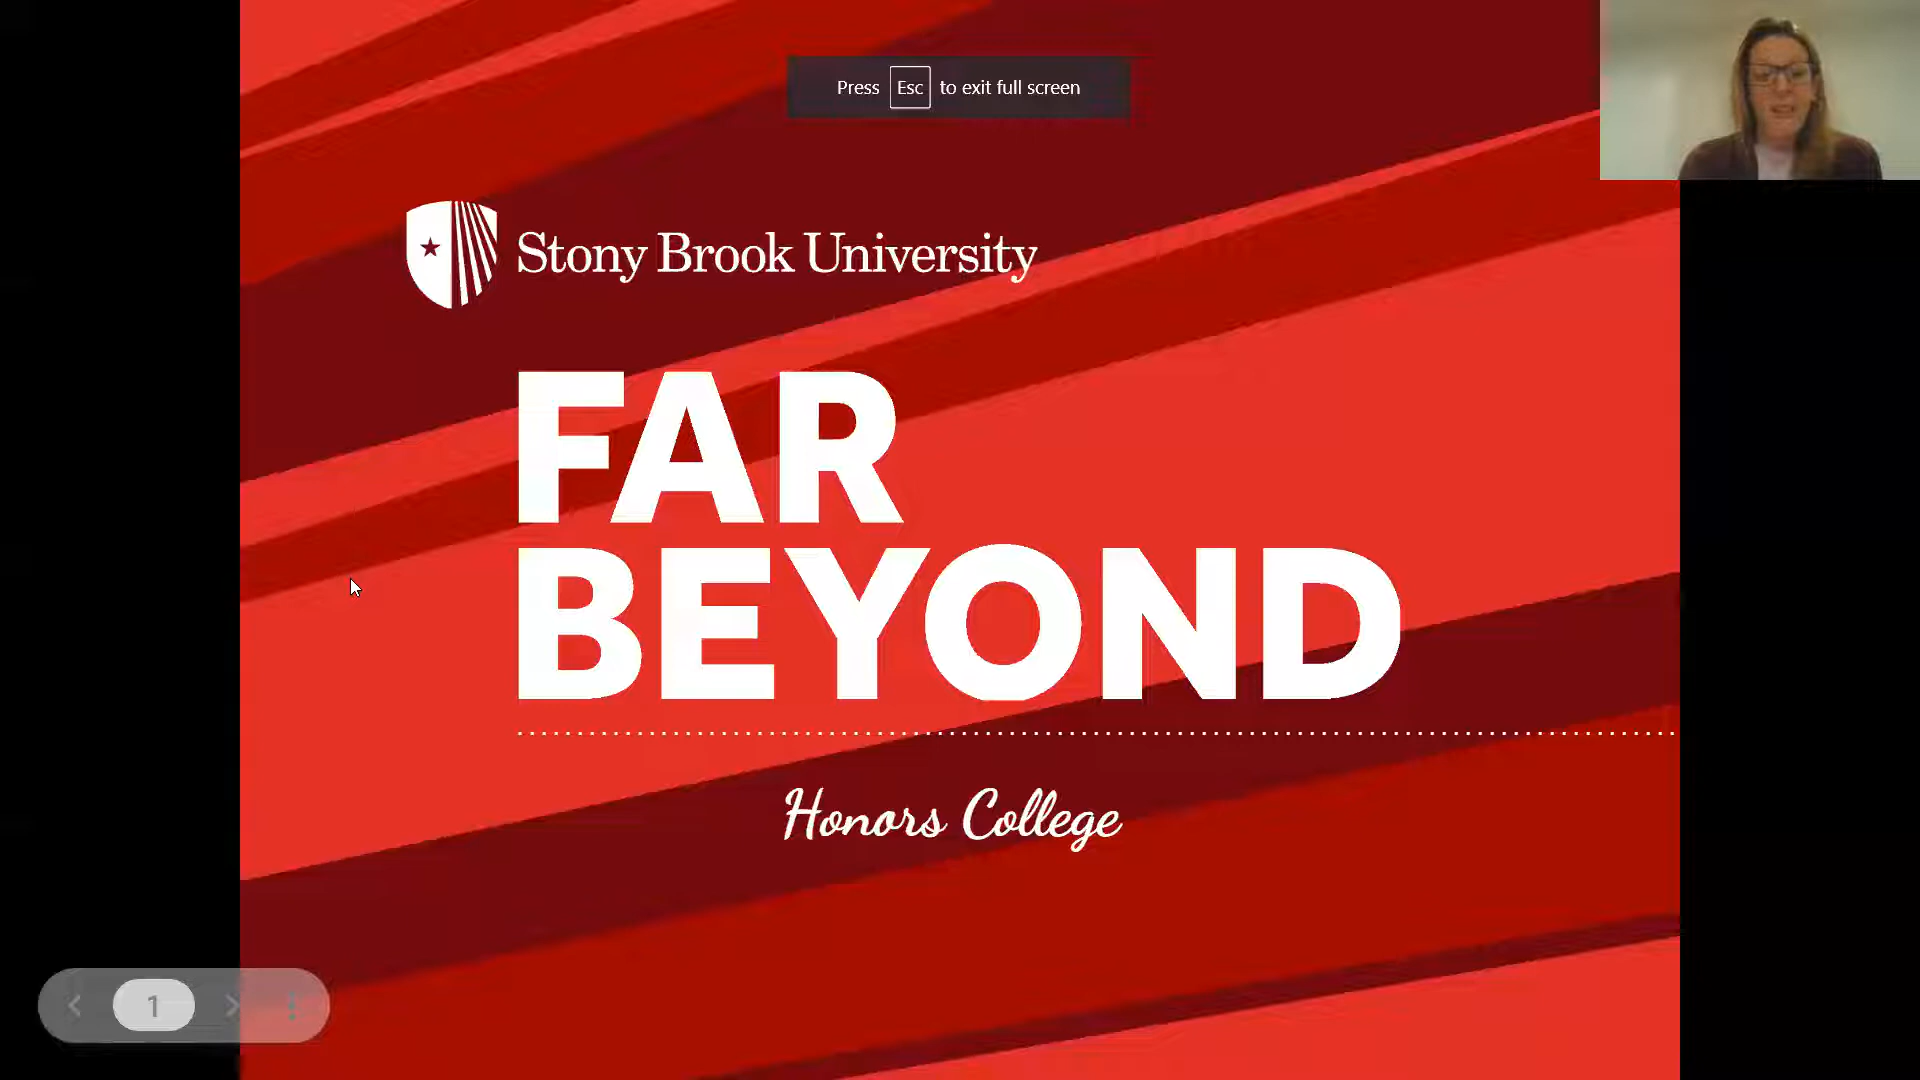 Press Esc to exit full screen
Stony Brook University
FAR
BEYOND
Honors College
1